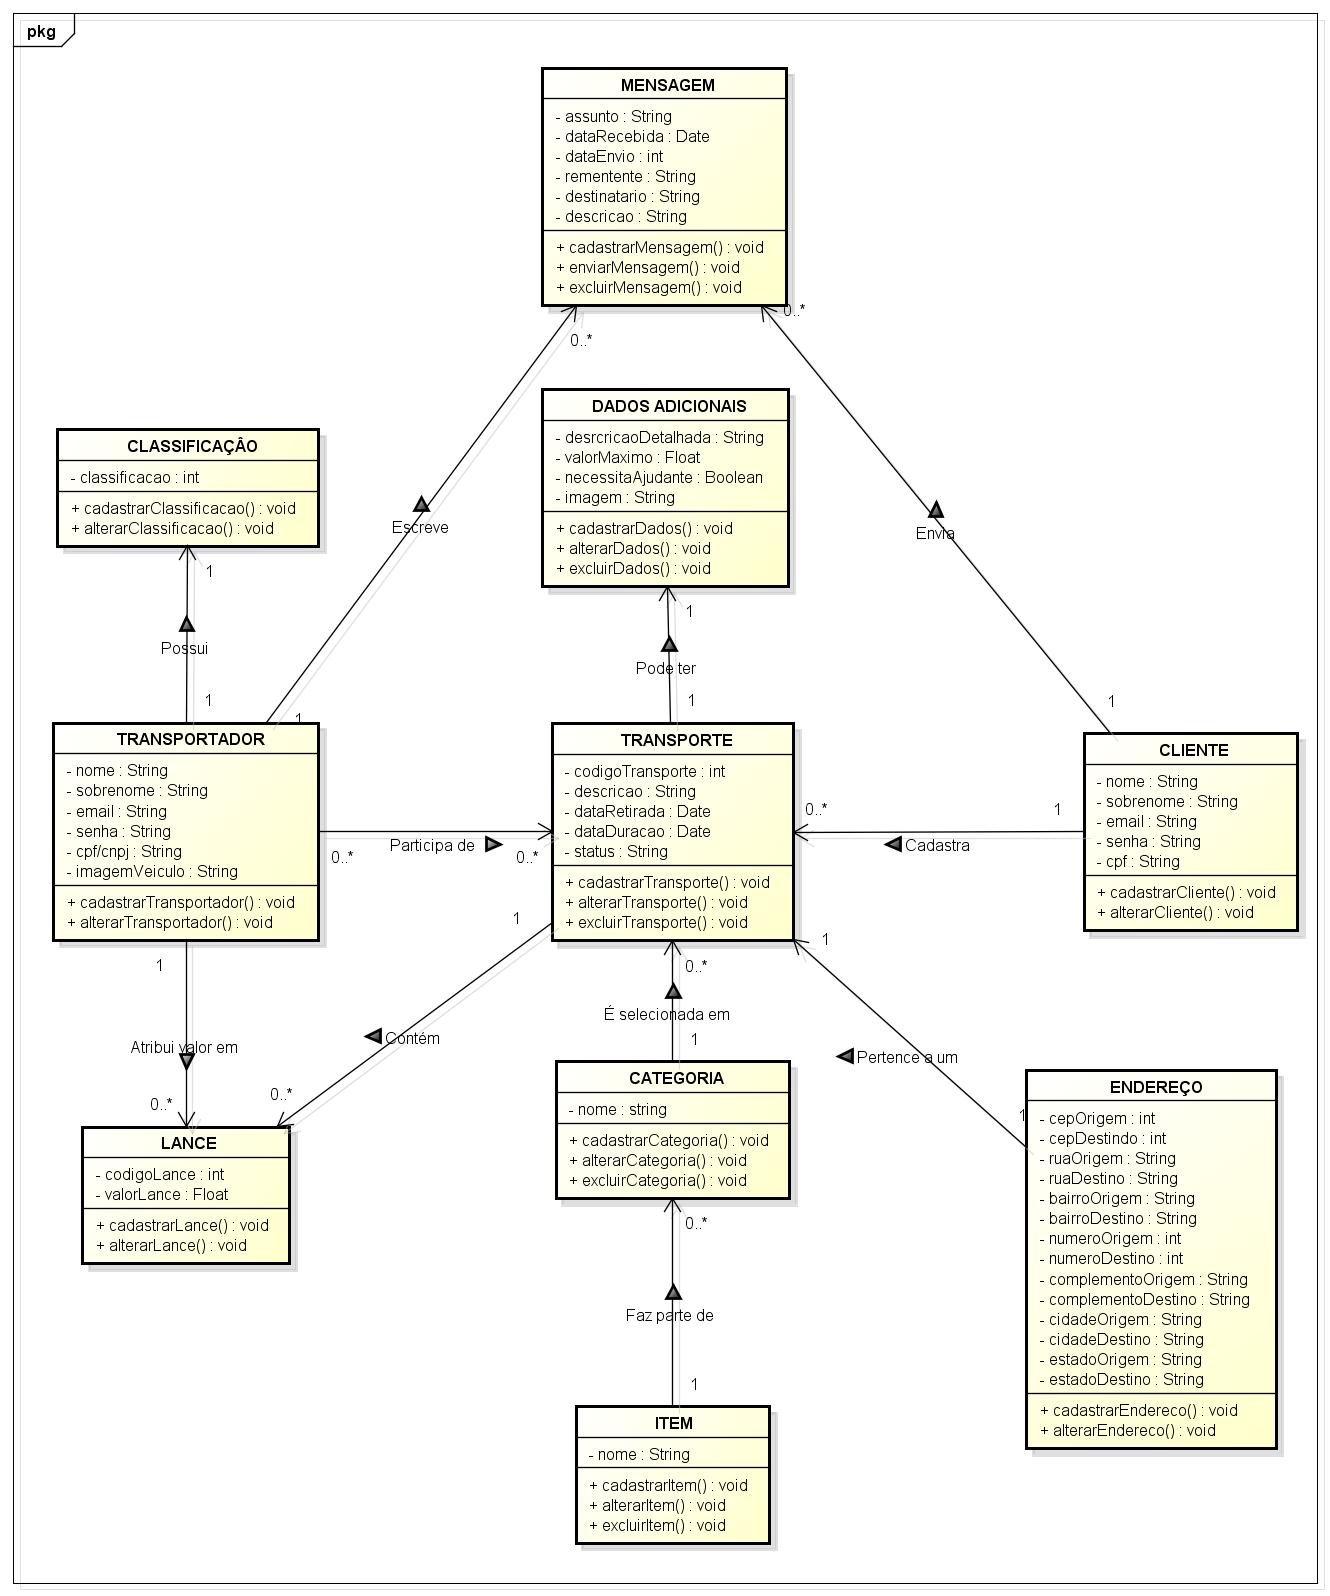 pkg
MENSAGEM
- assunto : String
- dataRecebida : Date
- dataEnvio : int
- rementente : String
- destinatario : String
- descricao : String
+ cadastrarMensagem() : void
+ enviarMensagem() : void
+ excluirMensagem() : void
0..*
0..*
DADOS ADICIONAIS
- desrcricaoDetalhada : String
- valorMaximo : Float
- necessitaAjudante : Boolean
- imagem : String
+ cadastrarDados() : void
+ alterarDados() : void
+ excluirDados() : void
CLASSIFICAÇÂO
- classificacao : int
+ cadastrarClassificacao() : void
+ alterarClassificacao() : void
Escreve
Envia
1
1
Possui
Pode ter
1
1
1
1
TRANSPORTADOR
- nome : String
- sobrenome : String
- email : String
- senha : String
- cpf/cnpj : String
- imagemVeiculo : String
+ cadastrarTransportador() : void
+ alterarTransportador() : void
Participa de
0..*
0..*
TRANSPORTE
- codigoTransporte : int
- descricao : String
- dataRetirada : Date
- dataDuracao : Date
- status : String
+ cadastrarTransporte() : void
+ alterarTransporte() : void
+ excluirTransporte() : void
0..*
1
Cadastra
CLIENTE
- nome : String
- sobrenome : String
- email : String
- senha : String
- cpf : String
+ cadastrarCliente() : void
+ alterarCliente() : void
1
1
0..*
1
É selecionada em
Contém
Atribui valor em
Pertence a um
1
0..*
0..*
1
LANCE
- codigoLance : int
- valorLance : Float
+ cadastrarLance() : void
+ alterarLance() : void
CATEGORIA
- nome : string
+ cadastrarCategoria() : void
+ alterarCategoria() : void
+ excluirCategoria() : void
0..*
Faz parte de
1
ITEM
- nome : String
+ cadastrarItem() : void
+ alterarItem() : void
+ excluirItem() : void
ENDEREÇO
- cepOrigem : int
- cepDestindo : int
- ruaOrigem : String
- ruaDestino : String
- bairroOrigem : String
- bairroDestino : String
- numeroOrigem : int
- numeroDestino : int
- complementoOrigem : String
- complementoDestino : String
- cidadeOrigem : String
- cidadeDestino : String
- estadoOrigem : String
- estadoDestino : String
+ cadastrarEndereco() : void
+ alterarEndereco() : void